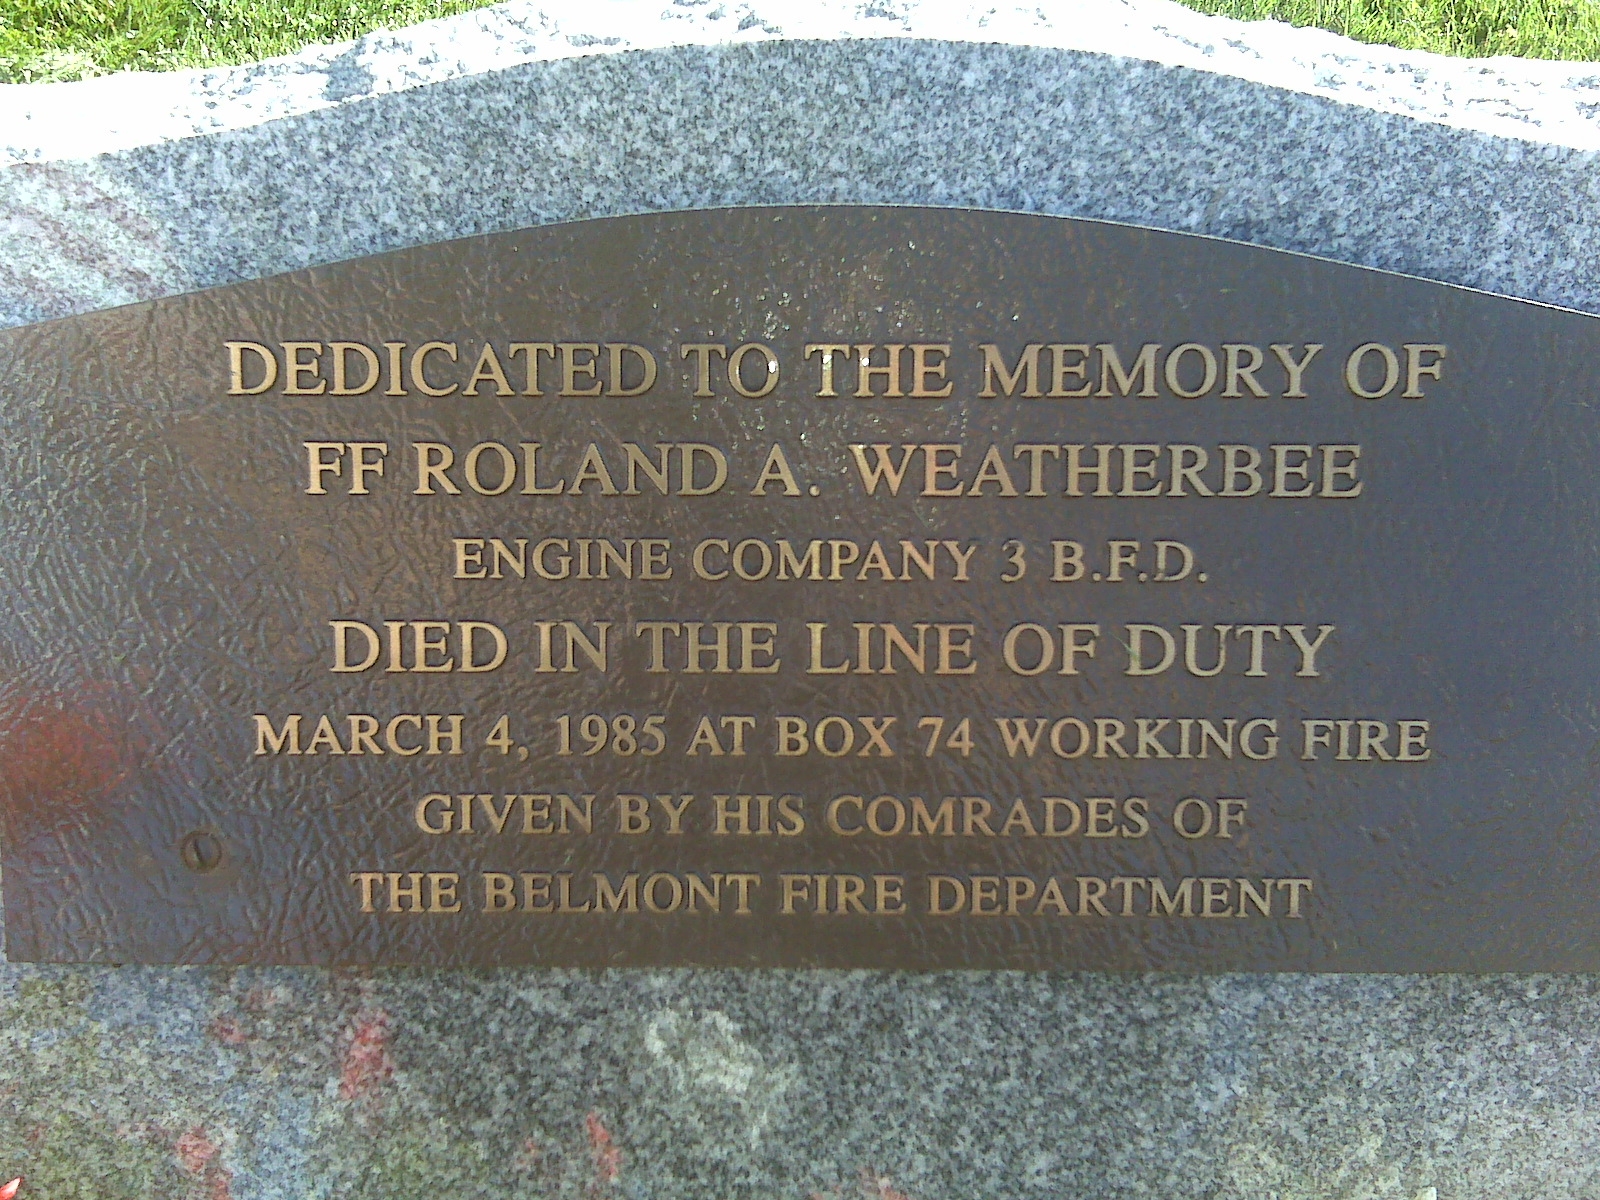 DEDICATED TO THE MEMORY OF
FF ROLAND A. WEATHERBEE
ENGINE COMPANY 3 B.F.D.
DIED IN THE LINE OF DUTY
MARCH 4, 1985 AT BOX 74 WORKING FIRE
GIVEN BY HIS COMRADES OF
THE BELMONT FIRE DEPARTMENT